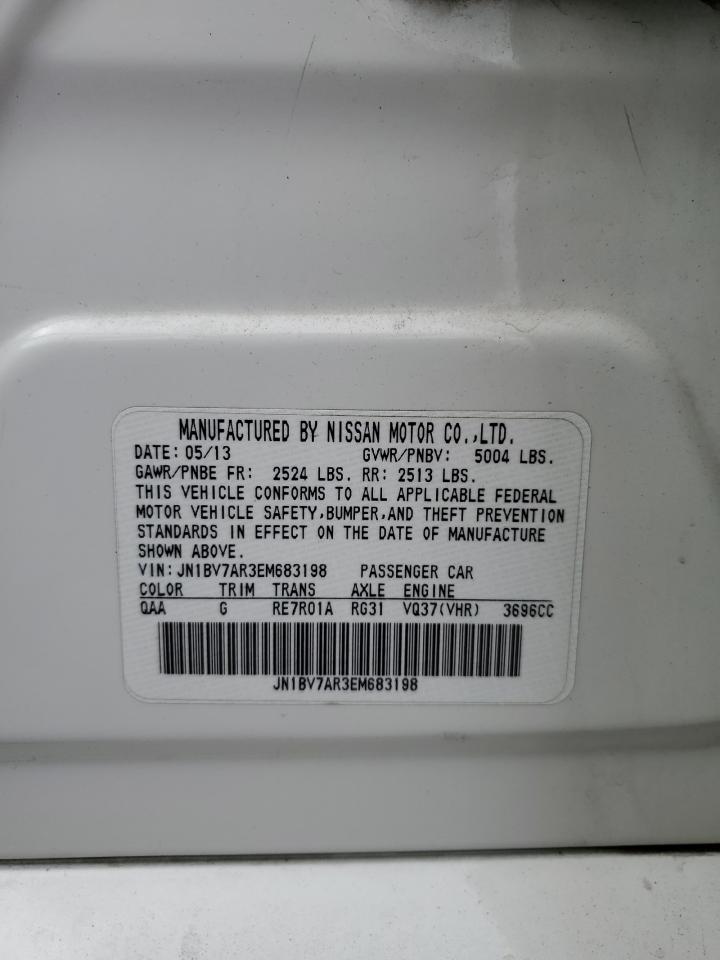 MANUFACTURED BY NISSAN MOTOR CO.,LTD.
DATE: 05/13 GVWR/PNBV: 5004 LBS.
GAWR/PNBE FR: 2524 LBS. RR: 2513 LBS.
THIS VEHICLE CONFORMS TO ALL APPLICABLE FEDERAL
MOTOR VEHICLE SAFETY,BUMPER,AND THEFT PREVENTION
STANDARDS IN EFFECT ON THE DATE OF MANUFACTURE
SHOWN ABOVE.
VIN: JN1BV7AR3EM683198 PASSENGER CAR
COLOR TRIM TRANS AXLE ENGINE
QAA G RE7R01A RG31 VQ37(VHR) 3696CC
JN1BV7AR3EM683198